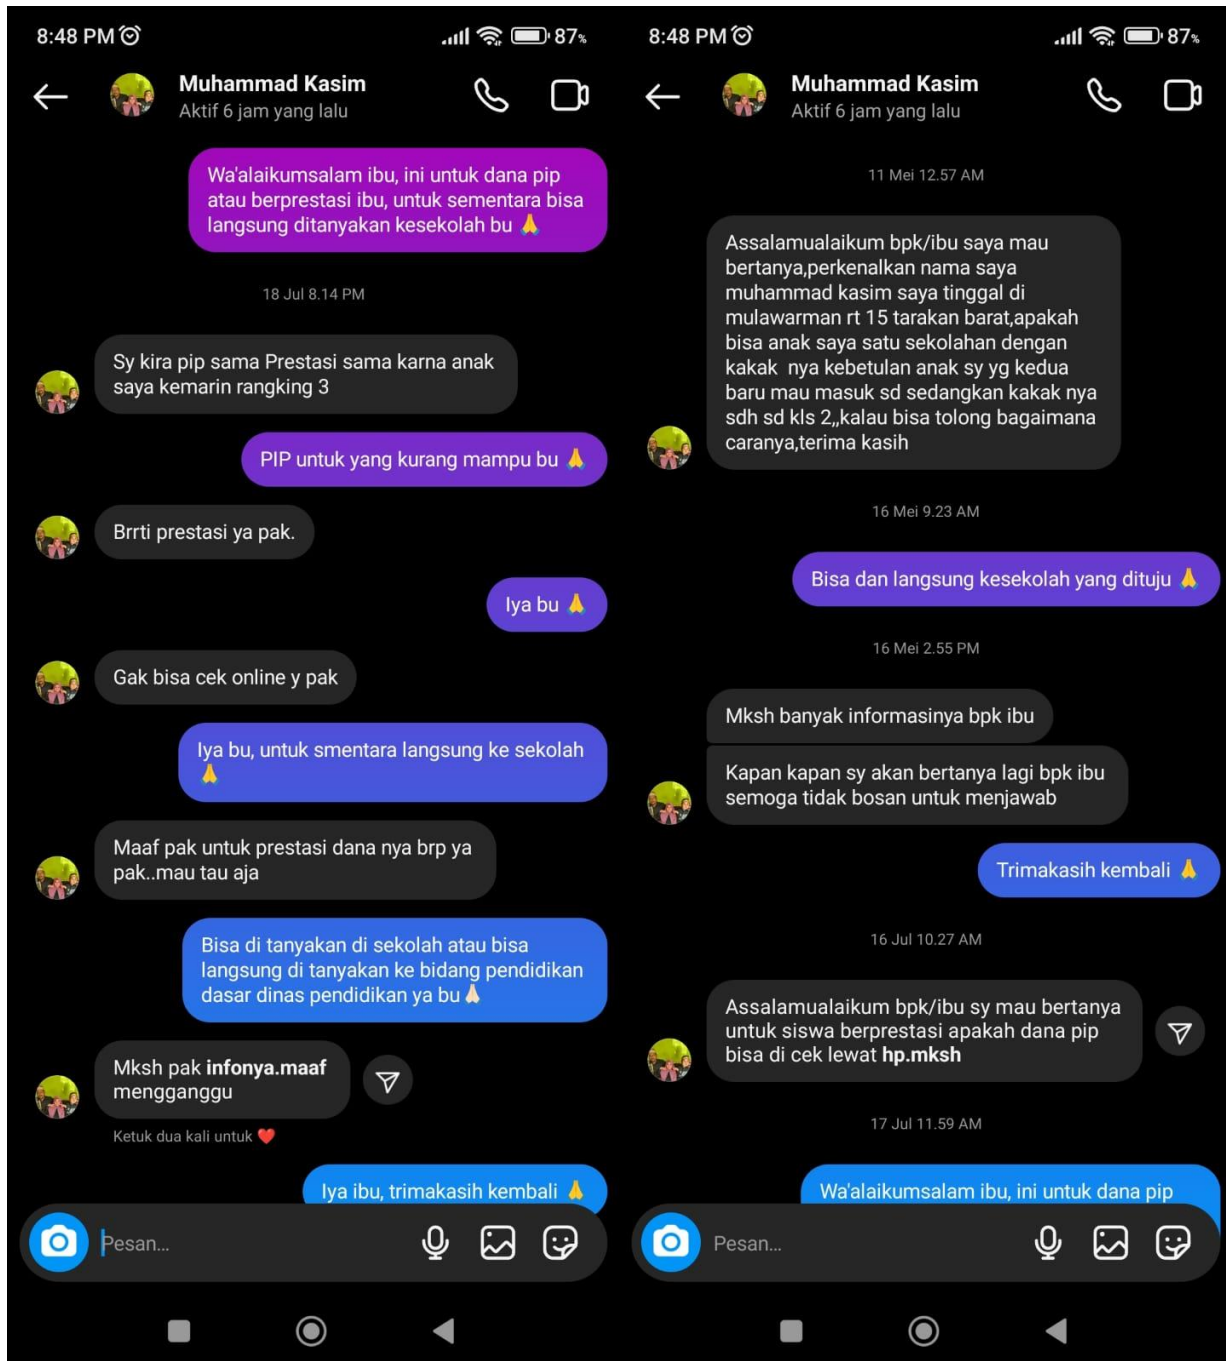 8:48 PM
87%
Muhammad Kasim
Aktif 6 jam yang lalu
Wa'alaikumsalam ibu, ini untuk dana pip
atau berprestasi ibu, untuk sementara bisa
langsung ditanyakan kesekolah bu 🙏
18 Jul 8.14 PM
Sy kira pip sama Prestasi sama karna anak
saya kemarin rangking 3
PIP untuk yang kurang mampu bu 🙏
Brrti prestasi ya pak.
Iya bu 🙏
Gak bisa cek online y pak
Iya bu, untuk smentara langsung ke sekolah
🙏
Maaf pak untuk prestasi dana nya brp ya
pak..mau tau aja
Bisa di tanyakan di sekolah atau bisa
langsung di tanyakan ke bidang pendidikan
dasar dinas pendidikan ya bu🙏🏻
Mksh pak infonya.maaf
mengganggu
Ketuk dua kali untuk ❤️
Iya ibu, trimakasih kembali 🙏
Pesan...
8:48 PM
87%
Muhammad Kasim
Aktif 6 jam yang lalu
11 Mei 12.57 AM
Assalamualaikum bpk/ibu saya mau
bertanya,perkenalkan nama saya
muhammad kasim saya tinggal di
mulawarman rt 15 tarakan barat,apakah
bisa anak saya satu sekolahan dengan
kakak nya kebetulan anak sy yg kedua
baru mau masuk sd sedangkan kakak nya
sdh sd kls 2,,kalau bisa tolong bagaimana
caranya,terima kasih
16 Mei 9.23 AM
Bisa dan langsung kesekolah yang dituju 🙏
16 Mei 2.55 PM
Mksh banyak informasinya bpk ibu
Kapan kapan sy akan bertanya lagi bpk ibu
semoga tidak bosan untuk menjawab
Trimakasih kembali 🙏
16 Jul 10.27 AM
Assalamualaikum bpk/ibu sy mau bertanya
untuk siswa berprestasi apakah dana pip
bisa di cek lewat hp.mksh
17 Jul 11.59 AM
Wa'alaikumsalam ibu, ini untuk dana pip
Pesan...